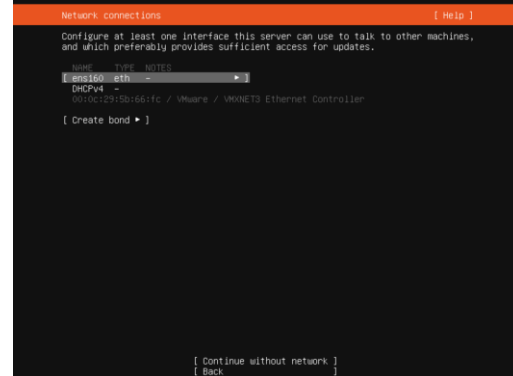 Network connections [ Help ]
Configure at least one interface this server can use to talk to other machines,
and which preferably provides sufficient access for updates.
NAME TYPE NOTES
[ ens160 eth – ▸ ]
DHCPv4 –
00:0c:29:5b:66:fc / VMware / VMXNET3 Ethernet Controller
[ Create bond ▸ ]
[ Continue without network ]
[ Back ]